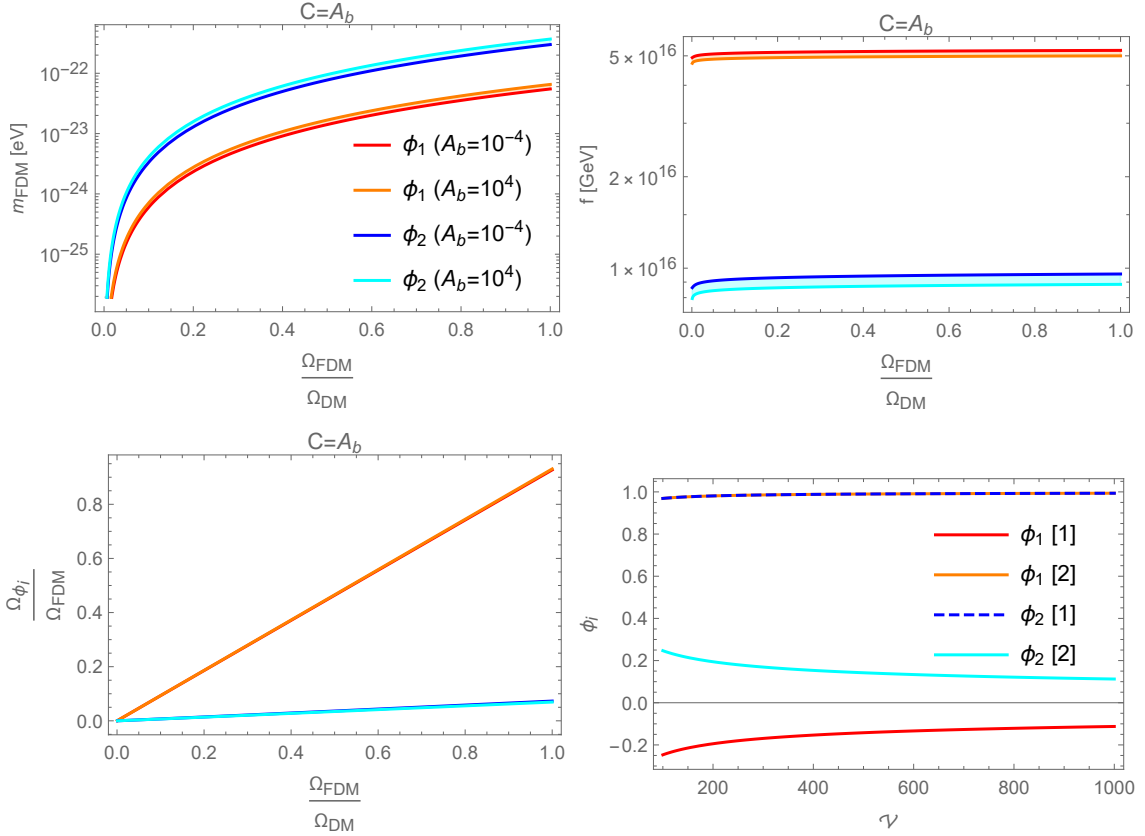 C=A_b
10^−22
10^−23
10^−24
10^−25
m_FDM [eV]
ϕ_1 (A_b=10^−4)
ϕ_1 (A_b=10^4)
ϕ_2 (A_b=10^−4)
ϕ_2 (A_b=10^4)
0.0 0.2 0.4 0.6 0.8 1.0
Ω_FDM
Ω_DM
C=A_b
5×10^16
2×10^16
1×10^16
f [GeV]
0.0 0.2 0.4 0.6 0.8 1.0
Ω_FDM
Ω_DM
C=A_b
0.8
0.6
0.4
0.2
0.0
Ω_ϕ_i
Ω_FDM
0.0 0.2 0.4 0.6 0.8 1.0
Ω_FDM
Ω_DM
1.0
0.8
0.6
0.4
0.2
0.0
−0.2
ϕ_i
ϕ_1 [1]
ϕ_1 [2]
ϕ_2 [1]
ϕ_2 [2]
200 400 600 800 1000
𝒱